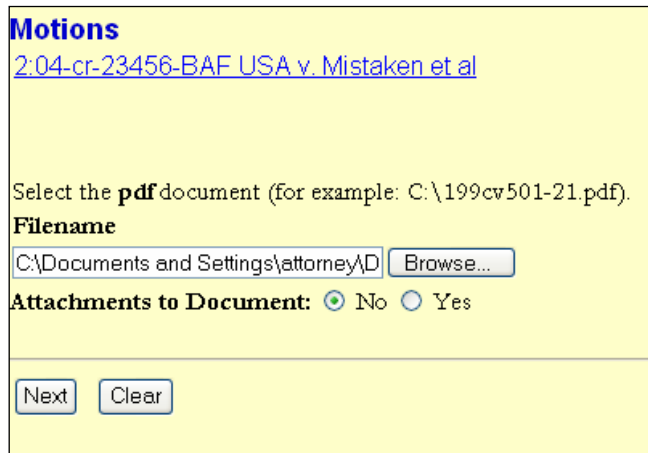 Motions
2:04-cr-23456-BAF USA v. Mistaken et al
Select the pdf document (for example: C:\199cv501-21.pdf).
Filename
C:\Documents and Settings\attorney\D Browse...
Attachments to Document: No Yes
Next Clear